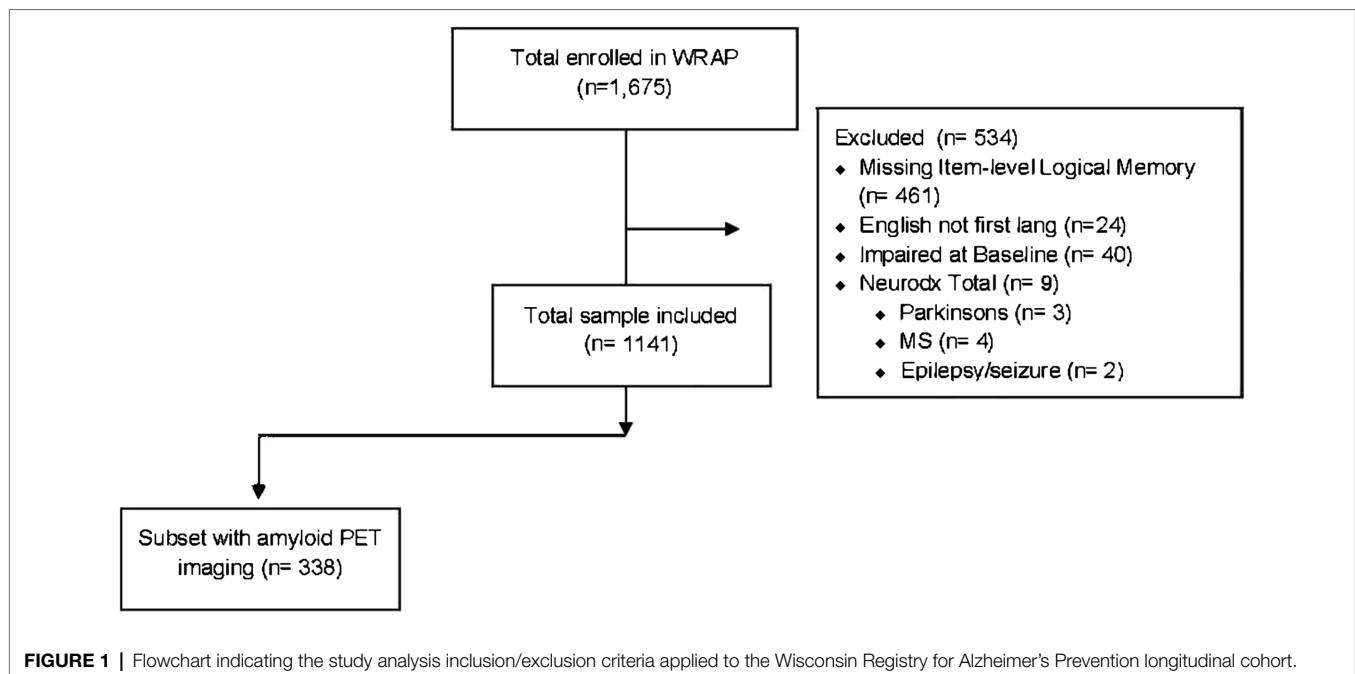 Total enrolled in WRAP
(n=1,675)
Excluded (n= 534)
◆ Missing Item-level Logical Memory
(n= 461)
◆ English not first lang (n=24)
◆ Impaired at Baseline (n= 40)
◆ Neurodx Total (n= 9)
◆ Parkinsons (n= 3)
◆ MS (n= 4)
◆ Epilepsy/seizure (n= 2)
Total sample included
(n= 1141)
Subset with amyloid PET
imaging (n= 338)
FIGURE 1 | Flowchart indicating the study analysis inclusion/exclusion criteria applied to the Wisconsin Registry for Alzheimer's Prevention longitudinal cohort.